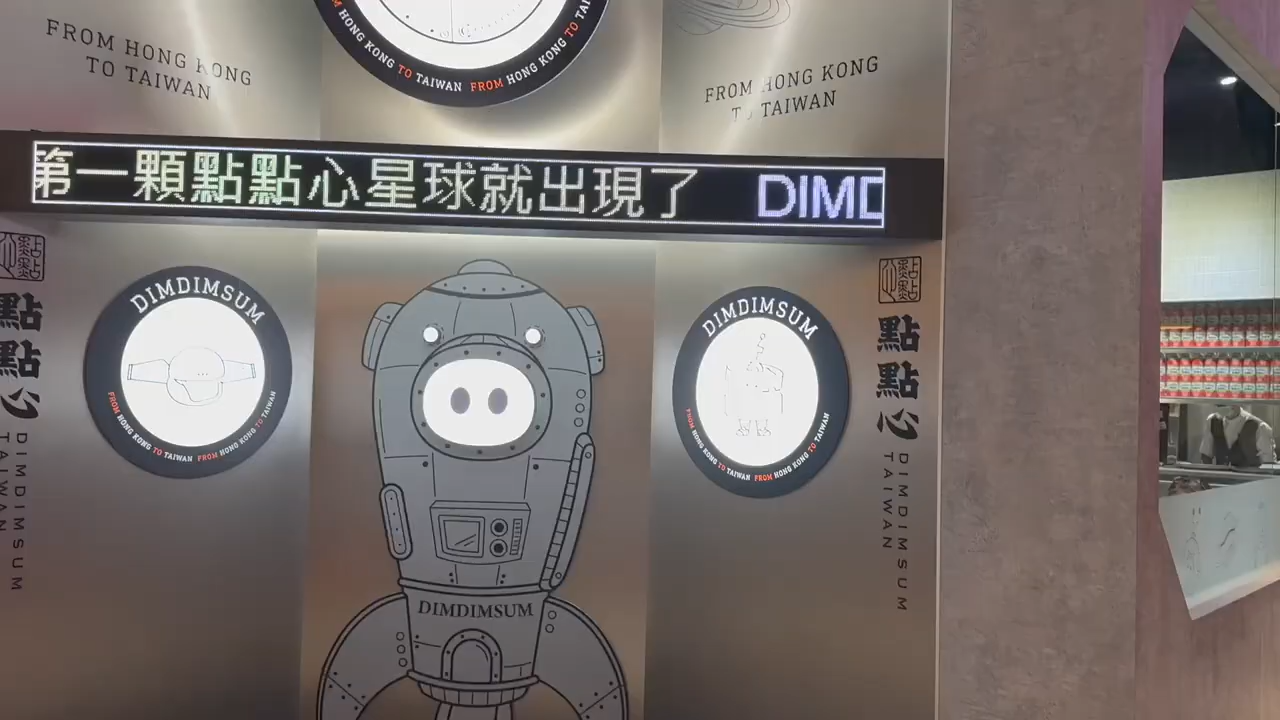 FROM HONG KONG
TO TAIWAN
FROM HONG KONG TO TAIWAN FROM HONG KONG TO TAI
FROM HONG KONG
TO TAIWAN
第一顆點點心星球就出現了 DIMD
點點心
DIMDIMSUM
TAIWAN
DIMDIMSUM
FROM HONG KONG TO TAIWAN FROM HONG KONG TO TAIWAN
DIMDIMSUM
DIMDIMSUM
FROM HONG KONG TO TAIWAN FROM HONG KONG TO TAIWAN
點點心
DIMDIMSUM
TAIWAN